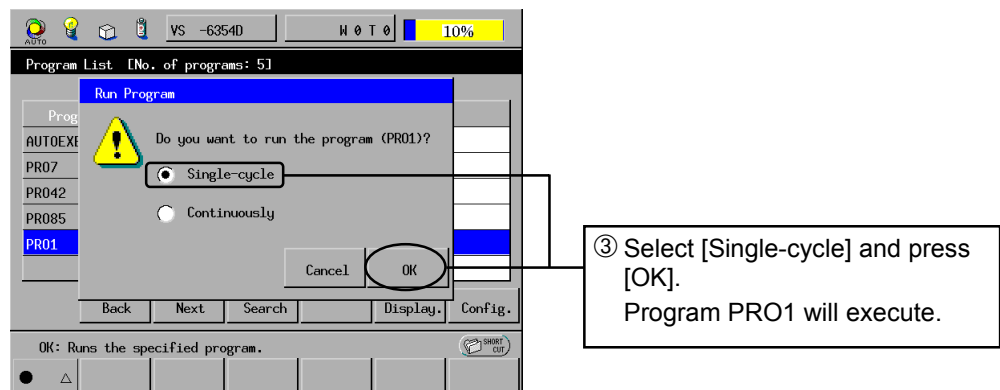 AUTO
VS -6354D
W 0 T 0
10%
Program List [No. of programs: 5]
Run Program
Prog
AUTOEXE
PRO7
PRO42
PRO85
PRO1
Do you want to run the program (PRO1)?
Single-cycle
Continuously
Cancel
OK
Back
Next
Search
Display.
Config.
OK: Runs the specified program.
SHORT
CUT
③ Select [Single-cycle] and press
[OK].
Program PRO1 will execute.